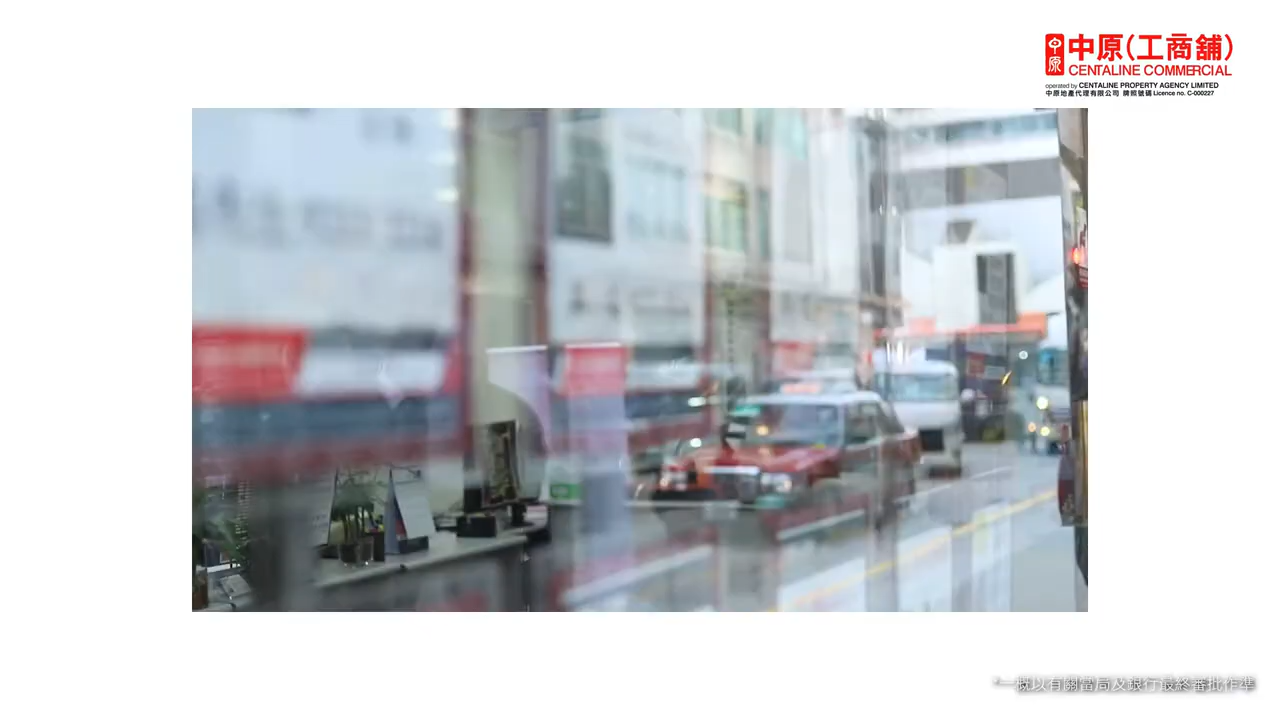 中原
中原(工商舖)
CENTALINE COMMERCIAL
operated by CENTALINE PROPERTY AGENCY LIMITED
中原地產代理有限公司 牌照號碼 Licence no. C-000227
*一概以有關當局及銀行最終審批作準